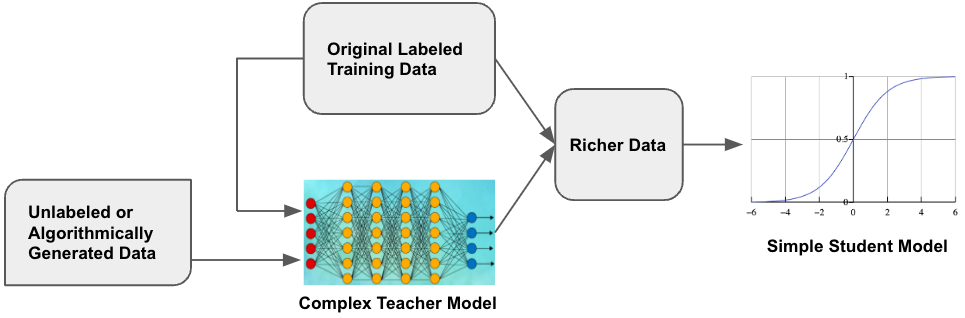 Original Labeled
Training Data
Richer Data
Unlabeled or
Algorithmically
Generated Data
Complex Teacher Model
1
0.5
0
−6 −4 −2 0 2 4 6
Simple Student Model